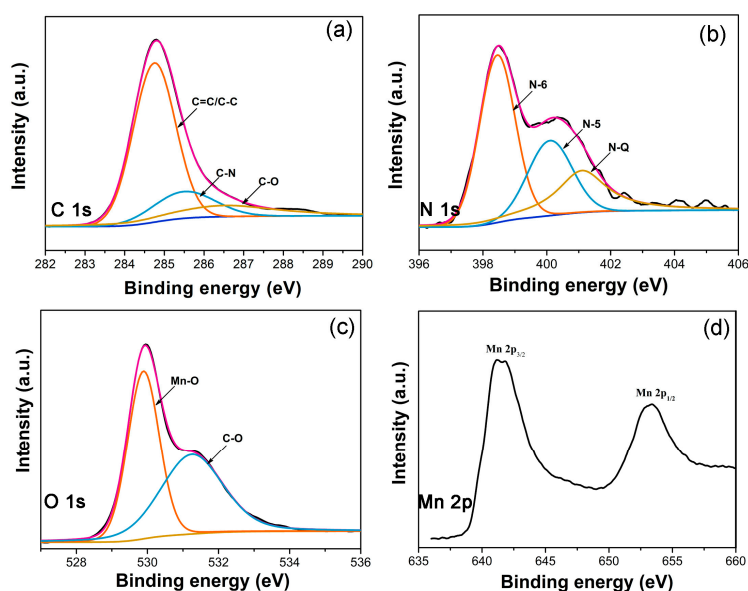 (a)
C=C/C-C
C-N
C-O
C 1s
Intensity (a.u.)
282 283 284 285 286 287 288 289 290
Binding energy (eV)
(b)
N-6
N-5
N-Q
N 1s
Intensity (a.u.)
396 398 400 402 404 406
Binding energy (eV)
(c)
Mn-O
C-O
O 1s
Intensity (a.u.)
528 530 532 534 536
Binding energy (eV)
(d)
Mn 2p3/2
Mn 2p1/2
Mn 2p
Intensity (a.u.)
635 640 645 650 655 660
Binding energy (eV)